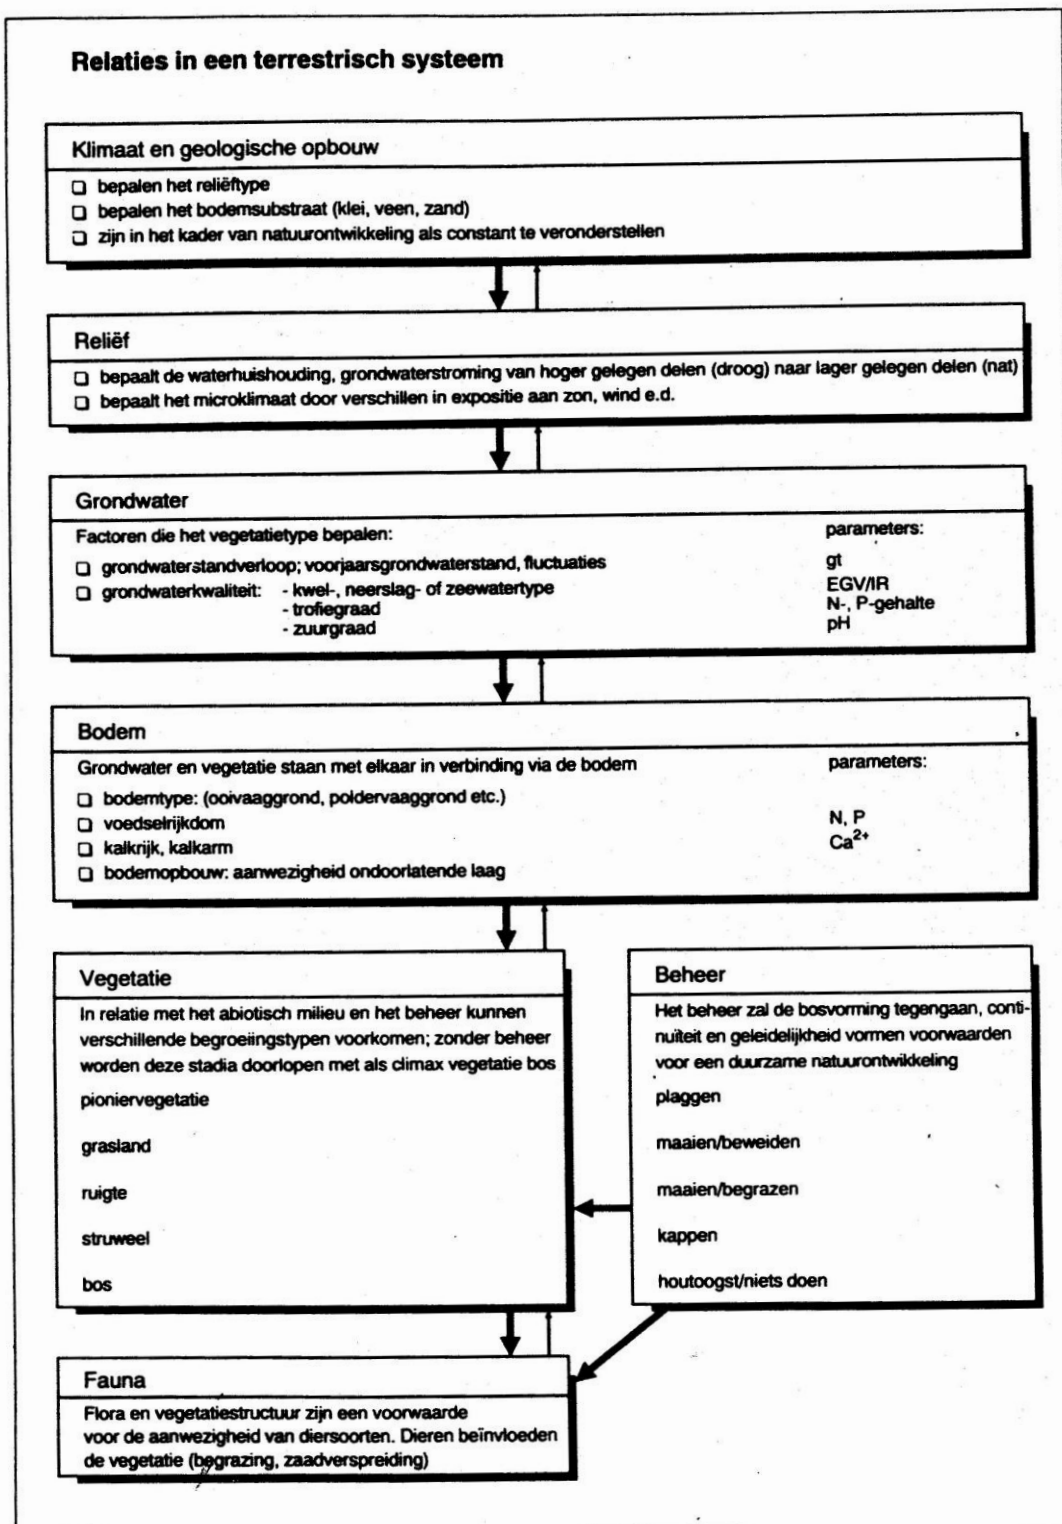 Relaties in een terrestrisch systeem
Klimaat en geologische opbouw
❑ bepalen het reliëftype
❑ bepalen het bodemsubstraat (klei, veen, zand)
❑ zijn in het kader van natuurontwikkeling als constant te veronderstellen
Reliëf
❑ bepaalt de waterhuishouding, grondwaterstroming van hoger gelegen delen (droog) naar lager gelegen delen (nat)
❑ bepaalt het microklimaat door verschillen in expositie aan zon, wind e.d.
Grondwater
Factoren die het vegetatietype bepalen: parameters:
❑ grondwaterstandverloop; voorjaarsgrondwaterstand, fluctuaties gt
❑ grondwaterkwaliteit: - kwel-, neerslag- of zeewatertype EGV/IR
- trofiegraad N-, P-gehalte
- zuurgraad pH
Bodem
Grondwater en vegetatie staan met elkaar in verbinding via de bodem parameters:
❑ bodemtype: (ooivaaggrond, poldervaaggrond etc.)
❑ voedselrijkdom N, P
❑ kalkrijk, kalkarm Ca²⁺
❑ bodemopbouw: aanwezigheid ondoorlatende laag
Vegetatie
In relatie met het abiotisch milieu en het beheer kunnen
verschillende begroeiingstypen voorkomen; zonder beheer
worden deze stadia doorlopen met als climax vegetatie bos
pioniervegetatie
grasland
ruigte
struweel
bos
Beheer
Het beheer zal de bosvorming tegengaan, conti-
nuïteit en geleidelijkheid vormen voorwaarden
voor een duurzame natuurontwikkeling
plaggen
maaien/beweiden
maaien/begrazen
kappen
houtoogst/niets doen
Fauna
Flora en vegetatiestructuur zijn een voorwaarde
voor de aanwezigheid van diersoorten. Dieren beïnvloeden
de vegetatie (begrazing, zaadverspreiding)